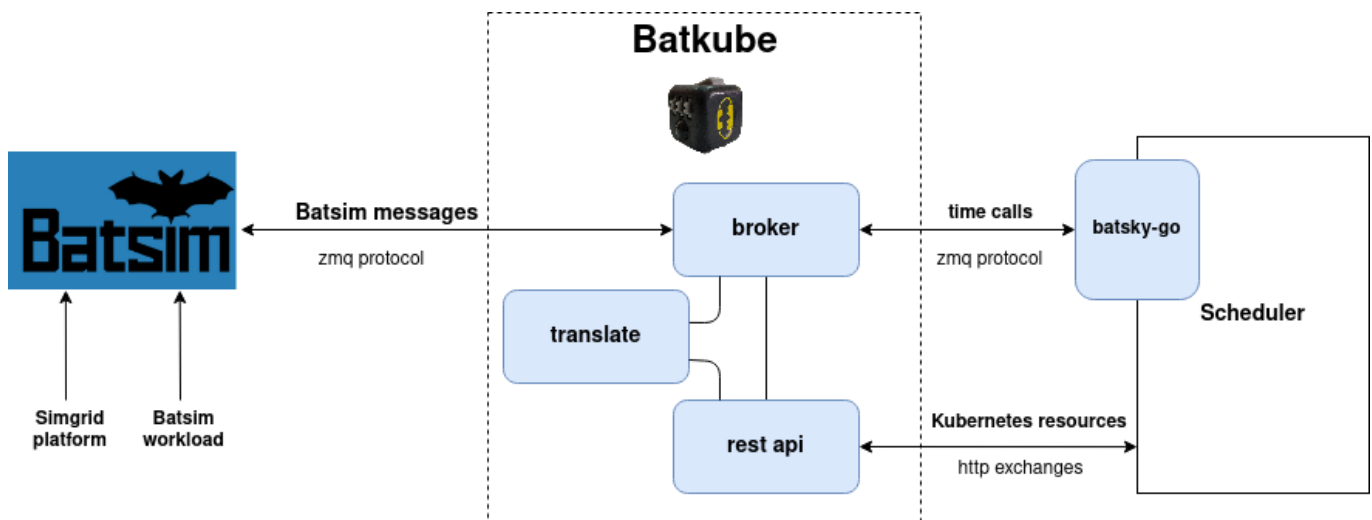 Batkube
Batsim
Batsim messages
zmq protocol
broker
time calls
zmq protocol
batsky-go
Scheduler
translate
Simgrid
platform
Batsim
workload
rest api
Kubernetes resources
http exchanges